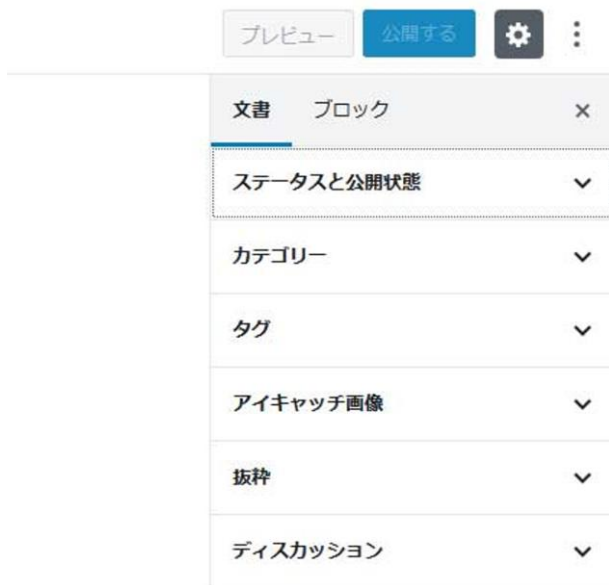 プレビュー 公開する
文書 ブロック
ステータスと公開状態
カテゴリー
タグ
アイキャッチ画像
抜粋
ディスカッション